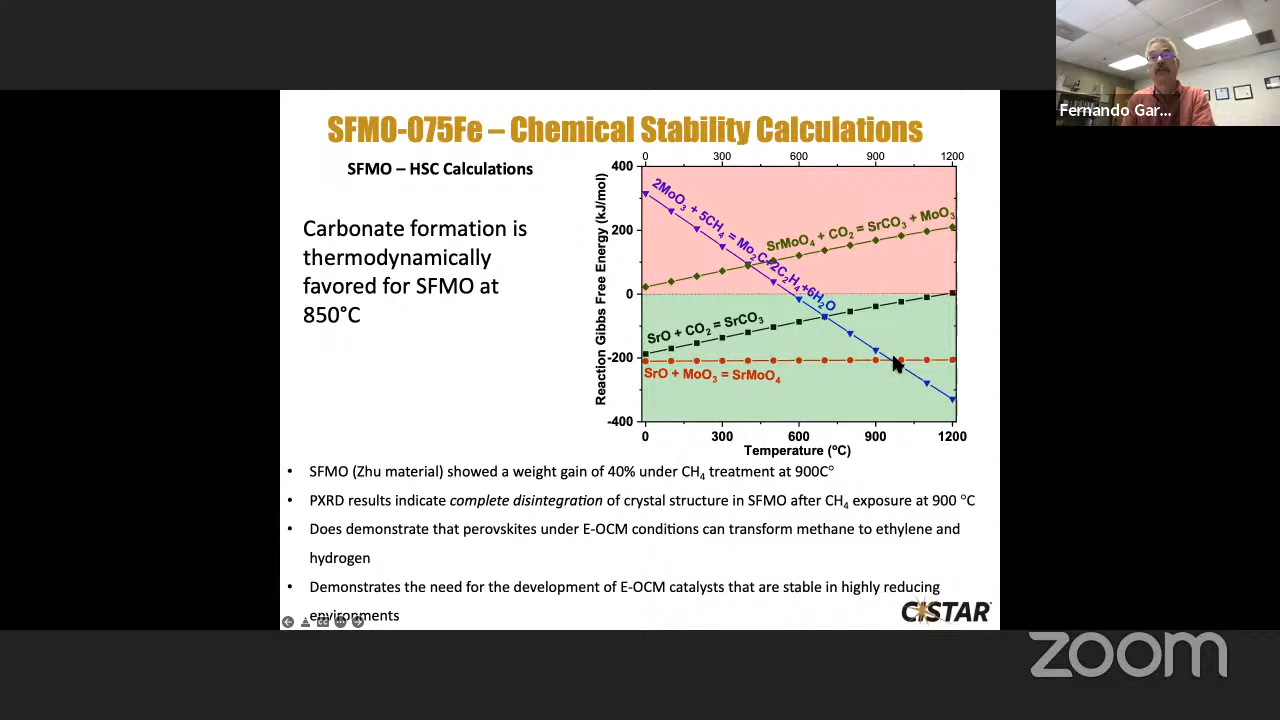 Fernando Gar...
SFMO-075Fe – Chemical Stability Calculations
SFMO – HSC Calculations
Carbonate formation is
thermodynamically
favored for SFMO at
850°C
0 300 600 900 1200
400
200
0
-200
-400
Reaction Gibbs Free Energy (kJ/mol)
2MoO₃ + 5CH₄ = Mo₂C+2C₂H₄+6H₂O
SrMoO₄ + CO₂ = SrCO₃ + MoO₃
SrO + CO₂ = SrCO₃
SrO + MoO₃ = SrMoO₄
0 300 600 900 1200
Temperature (°C)
• SFMO (Zhu material) showed a weight gain of 40% under CH₄ treatment at 900C°
• PXRD results indicate complete disintegration of crystal structure in SFMO after CH₄ exposure at 900 °C
• Does demonstrate that perovskites under E-OCM conditions can transform methane to ethylene and
hydrogen
• Demonstrates the need for the development of E-OCM catalysts that are stable in highly reducing
environments
CISTAR
zoom